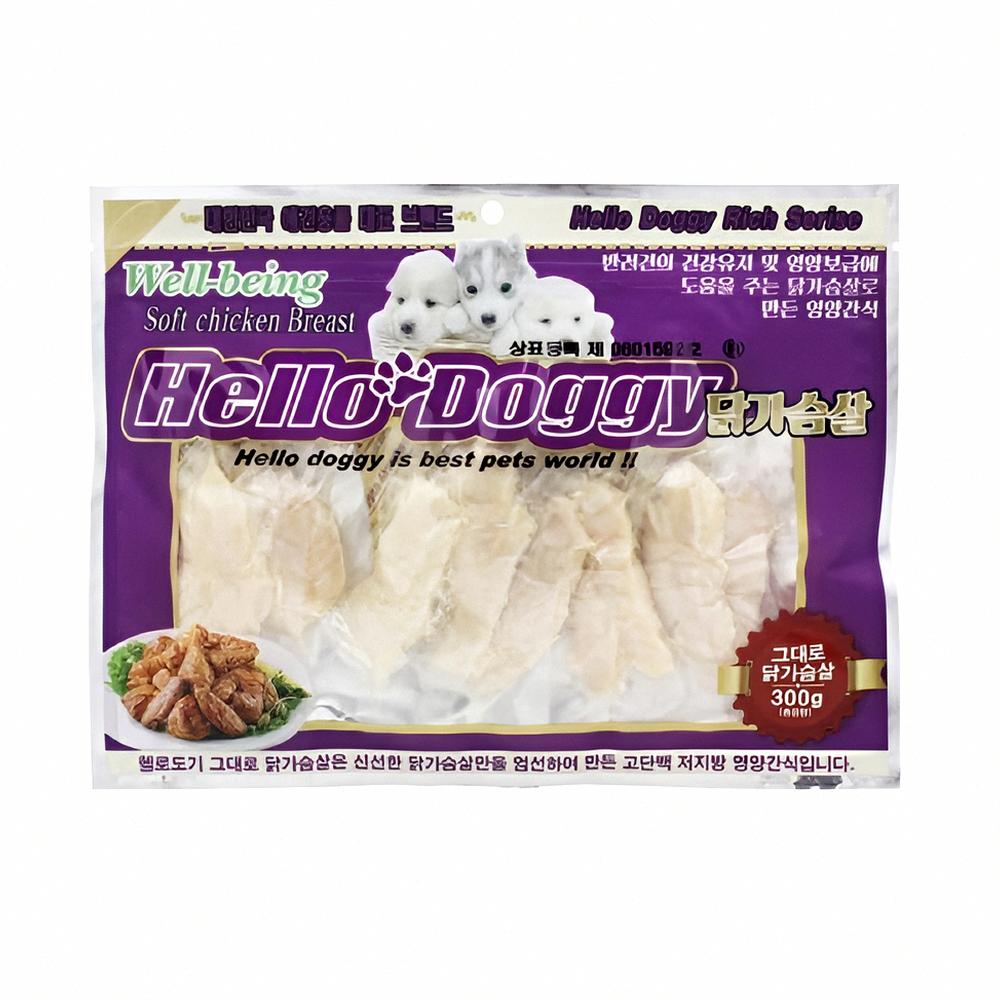 대한민국 애견용품 대표 브랜드
Hello Doggy Rich Serise
Well-being
Soft chicken Breast
반려견의 건강유지 및 영양보급에
도움을 주는 닭가슴살로
만든 영양간식
상표등록 제
Hello Doggy 닭가슴살
Hello doggy is best pets world !!
그대로
닭가슴살
300g
헬로도기 그대로 닭가슴살은 신선한 닭가슴살만을 엄선하여 만든 고단백 저지방 영양간식입니다.